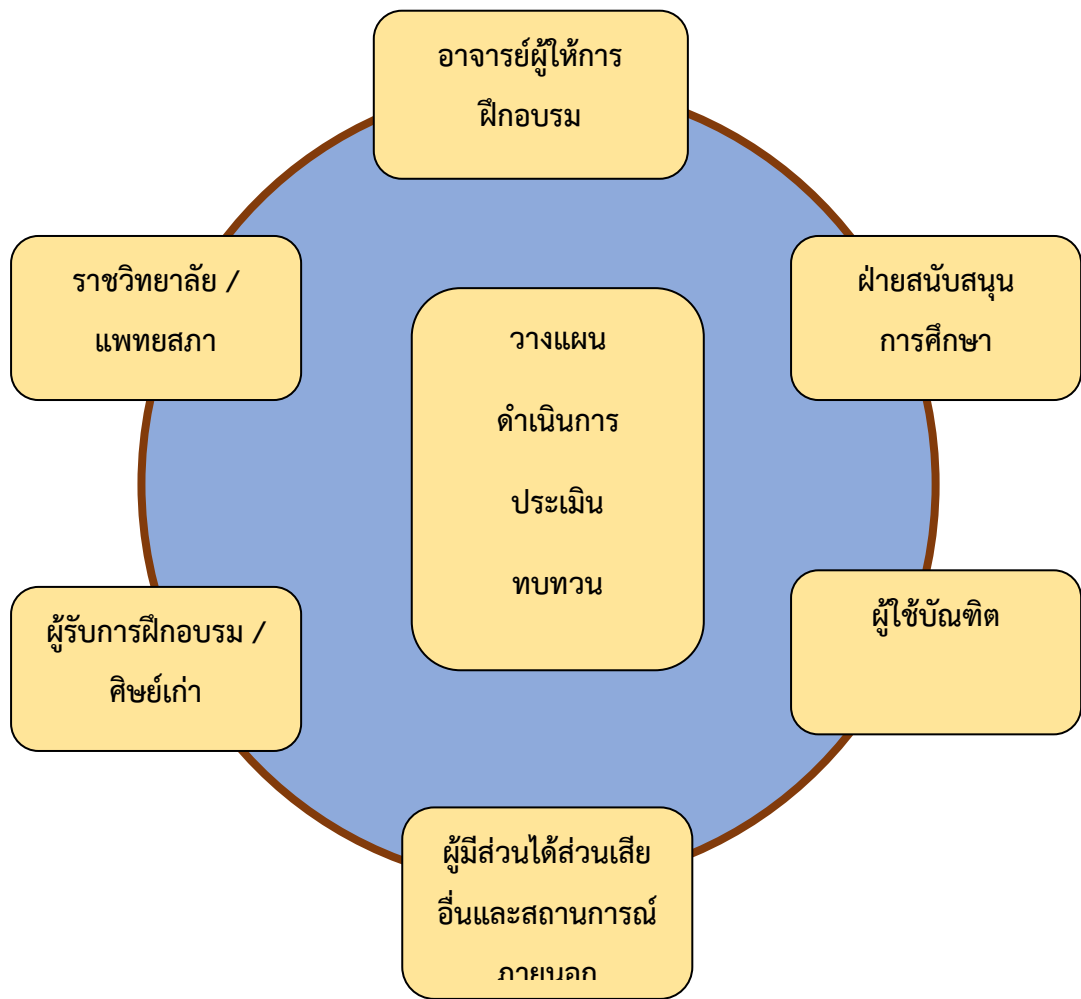 อาจารย์ผู้ให้การ
ฝึกอบรม
ราชวิทยาลัย /
แพทยสภา
ฝ่ายสนับสนุน
การศึกษา
วางแผน
ดำเนินการ
ประเมิน
ทบทวน
ผู้รับการฝึกอบรม /
ศิษย์เก่า
ผู้ใช้บัณฑิต
ผู้มีส่วนได้ส่วนเสีย
อื่นและสถานการณ์
ภายนอก